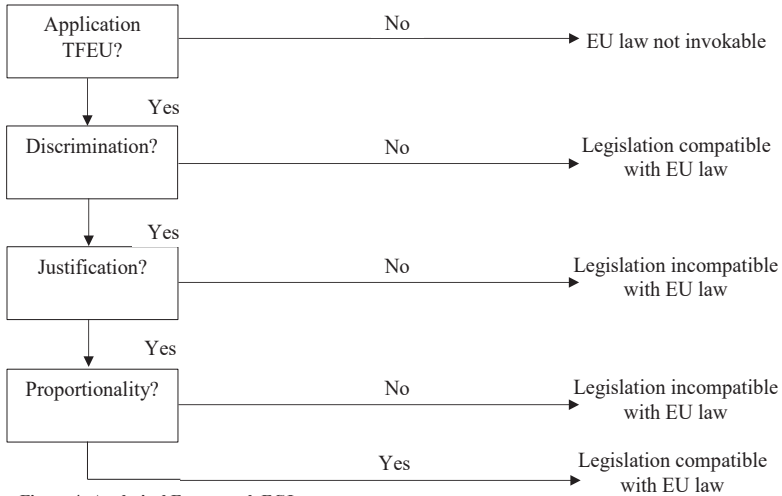 Application
TFEU?
No
EU law not invokable
Yes
Discrimination?
No
Legislation compatible
with EU law
Yes
Justification?
No
Legislation incompatible
with EU law
Yes
Proportionality?
No
Legislation incompatible
with EU law
Yes
Legislation compatible
with EU law